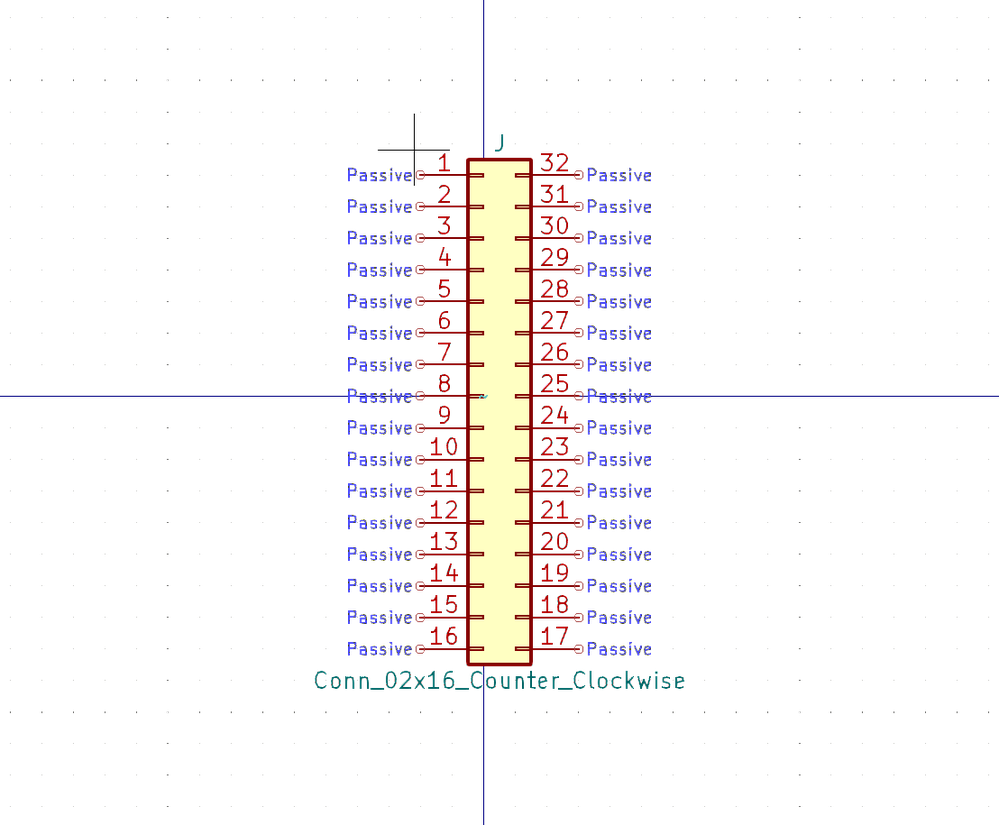 J
Passive 1 32 Passive
Passive 2 31 Passive
Passive 3 30 Passive
Passive 4 29 Passive
Passive 5 28 Passive
Passive 6 27 Passive
Passive 7 26 Passive
Passive 8 25 Passive
Passive 9 24 Passive
Passive 10 23 Passive
Passive 11 22 Passive
Passive 12 21 Passive
Passive 13 20 Passive
Passive 14 19 Passive
Passive 15 18 Passive
Passive 16 17 Passive
Conn_02x16_Counter_Clockwise